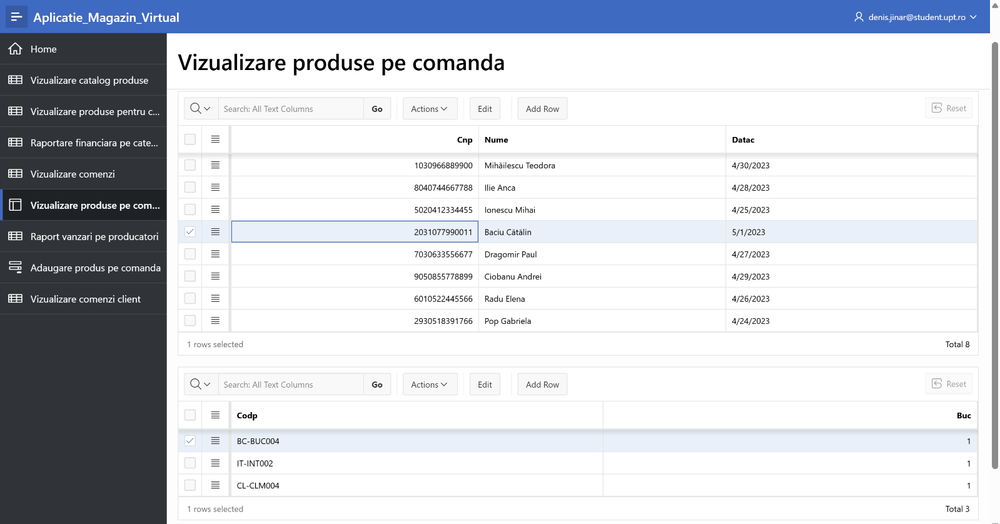 Aplicatie_Magazin_Virtual
denis.jinar@student.upt.ro
Home
Vizualizare catalog produse
Vizualizare produse pentru c...
Raportare financiara pe cate...
Vizualizare comenzi
Vizualizare produse pe com...
Raport vanzari pe producatori
Adaugare produs pe comanda
Vizualizare comenzi client
Vizualizare produse pe comanda
Search: All Text Columns Go Actions Edit Add Row Reset
Cnp Nume Datac
1030966889900 Mihăilescu Teodora 4/30/2023
8040744667788 Ilie Anca 4/28/2023
5020412334455 Ionescu Mihai 4/25/2023
2031077990011 Baciu Cătălin 5/1/2023
7030633556677 Dragomir Paul 4/27/2023
9050855778899 Ciobanu Andrei 4/29/2023
6010522445566 Radu Elena 4/26/2023
2930518391766 Pop Gabriela 4/24/2023
1 rows selected Total 8
Search: All Text Columns Go Actions Edit Add Row Reset
Codp Buc
BC-BUC004 1
IT-INT002 1
CL-CLM004 1
1 rows selected Total 3